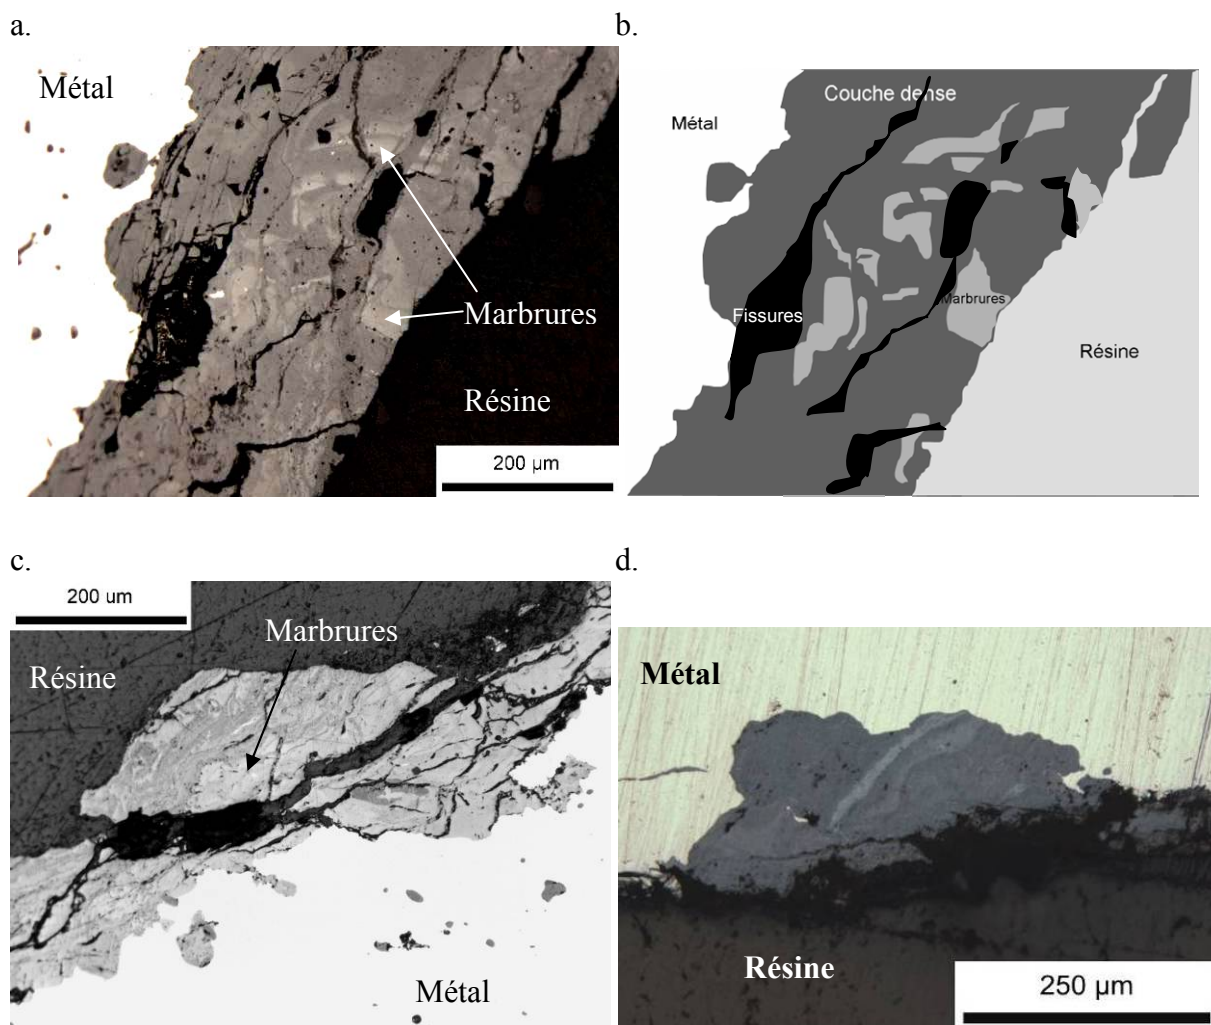 a.
b.
Métal
Couche dense
Métal
Marbrures
Marbrures
Fissures
Résine
Résine
200 µm
c.
d.
200 um
Marbrures
Résine
Métal
Métal
Résine
250 µm